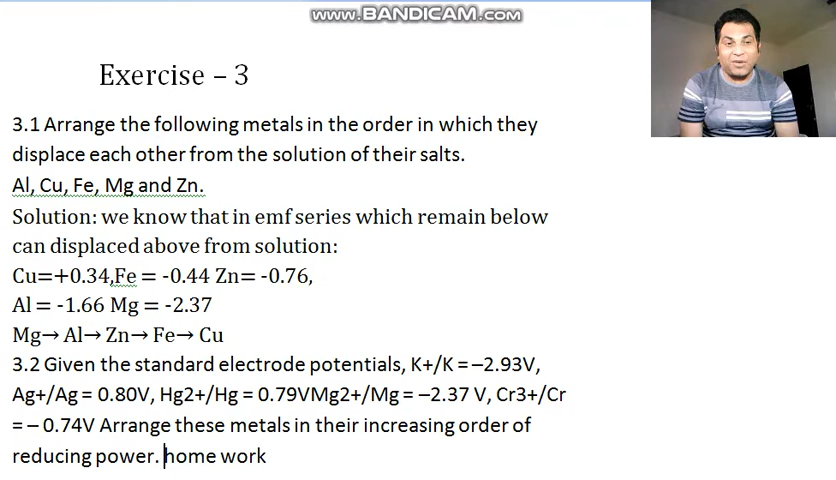 www.BANDICAM.com
Exercise – 3
3.1 Arrange the following metals in the order in which they
displace each other from the solution of their salts.
Al, Cu, Fe, Mg and Zn.
Solution: we know that in emf series which remain below
can displaced above from solution:
Cu=+0.34,Fe = -0.44 Zn= -0.76,
Al = -1.66 Mg = -2.37
Mg→ Al→ Zn→ Fe→ Cu
3.2 Given the standard electrode potentials, K+/K =–2.93V,
Ag+/Ag = 0.80V, Hg2+/Hg = 0.79VMg2+/Mg = –2.37 V, Cr3+/Cr
= – 0.74V Arrange these metals in their increasing order of
reducing power. home work